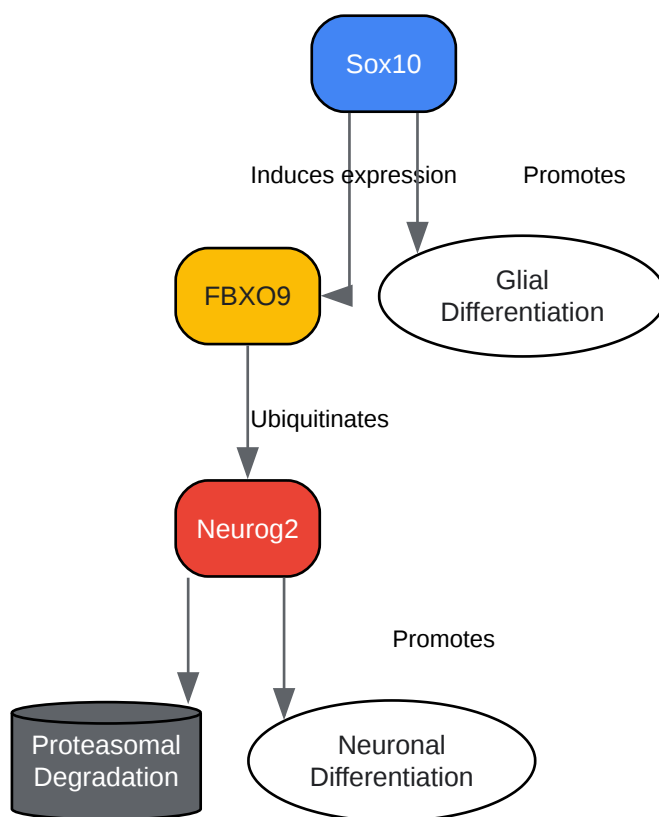 Sox10
Induces expression
Promotes
FBXO9
Glial
Differentiation
Ubiquitinates
Neurog2
Promotes
Proteasomal
Degradation
Neuronal
Differentiation